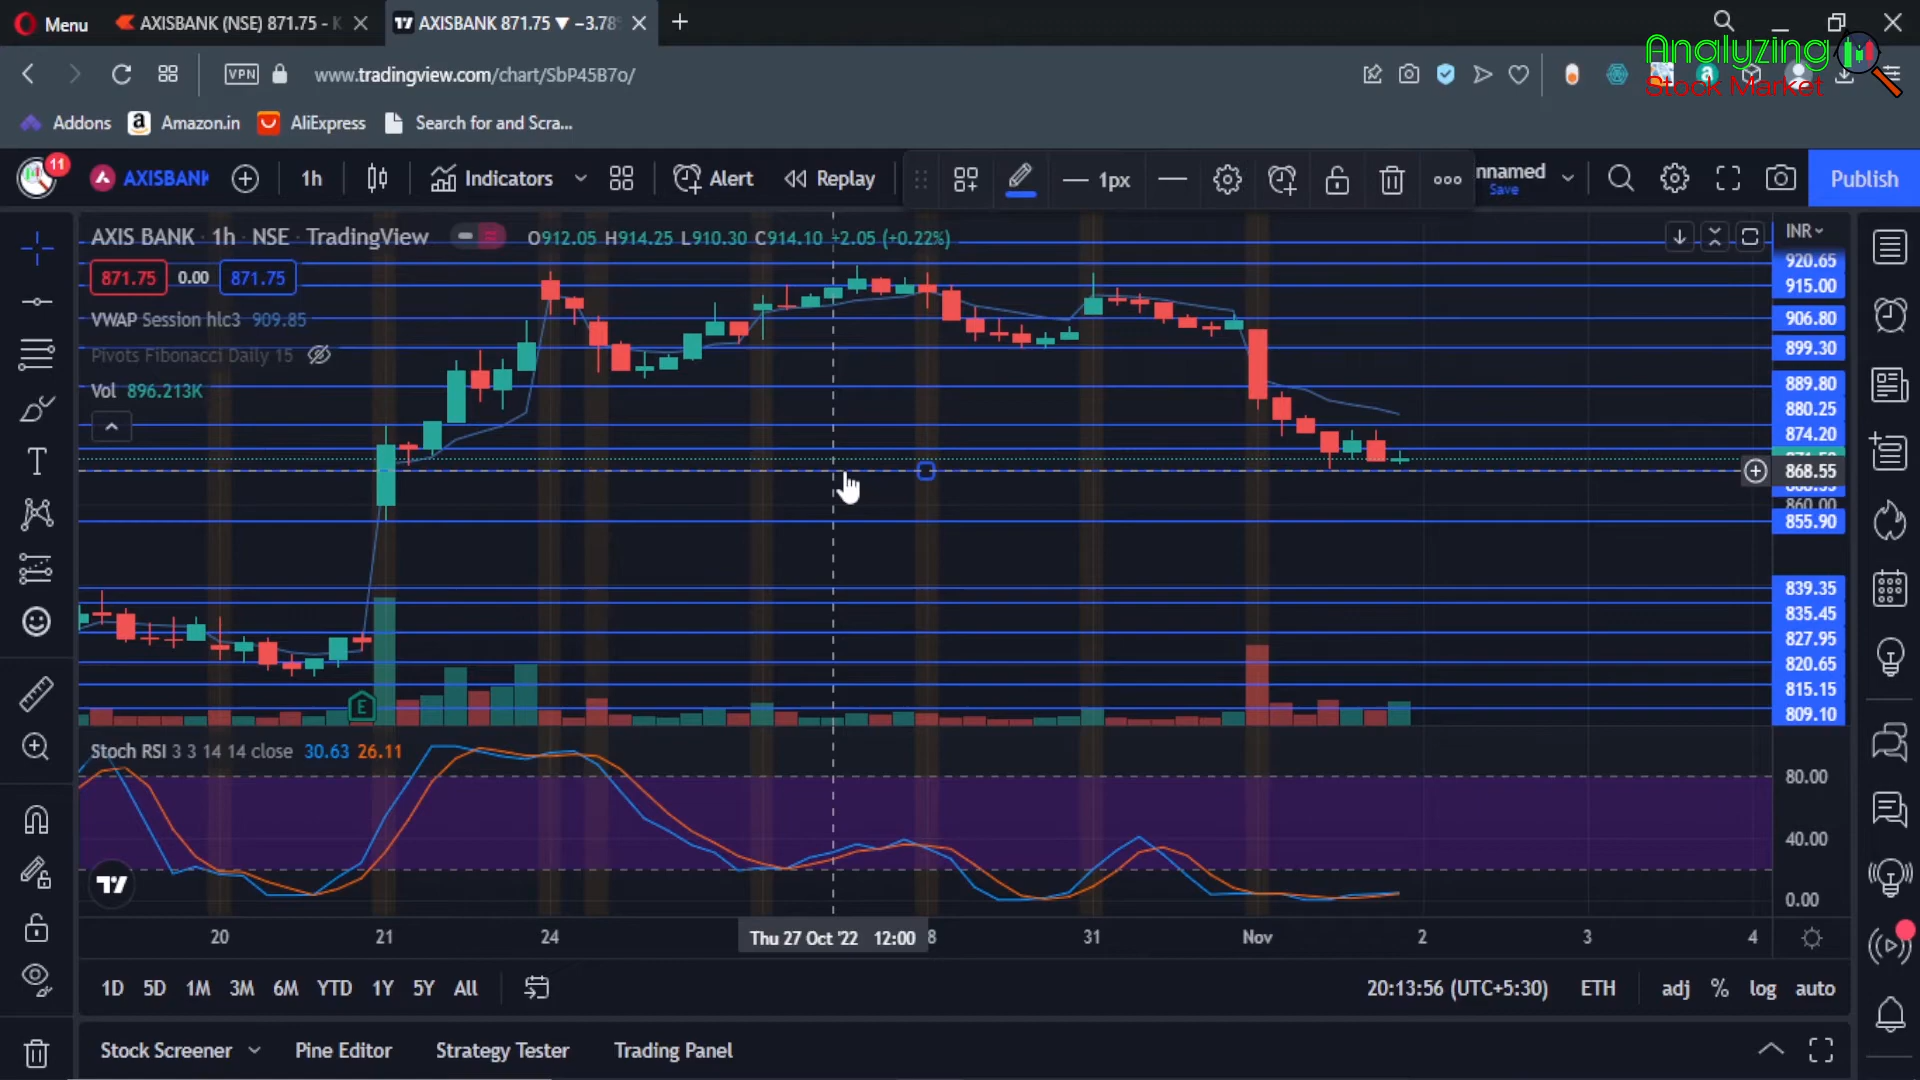 Menu
AXISBANK (NSE) 871.75 -
AXISBANK 871.75 ▼ −3.78%
Analyzing
Stock Market
VPN
www.tradingview.com/chart/SbP45B7o/
Addons
Amazon.in
AliExpress
Search for and Scra...
11
AXISBANK
1h
Indicators
Alert
Replay
1px
nnamed
Save
Publish
AXIS BANK · 1h · NSE · TradingView
O912.05 H914.25 L910.30 C914.10 +2.05 (+0.22%)
INR
871.75
0.00
871.75
VWAP Session hlc3 909.85
Pivots Fibonacci Daily 15
Vol 896.213K
920.65
915.00
906.80
899.30
889.80
880.25
874.20
868.55
860.00
855.90
839.35
835.45
827.95
820.65
815.15
809.10
E
Stoch RSI 3 3 14 14 close 30.63 26.11
80.00
40.00
0.00
20
21
24
Thu 27 Oct '22 12:00
8
31
Nov
2
3
4
1D
5D
1M
3M
6M
YTD
1Y
5Y
All
20:13:56 (UTC+5:30)
ETH
adj
%
log
auto
Stock Screener
Pine Editor
Strategy Tester
Trading Panel